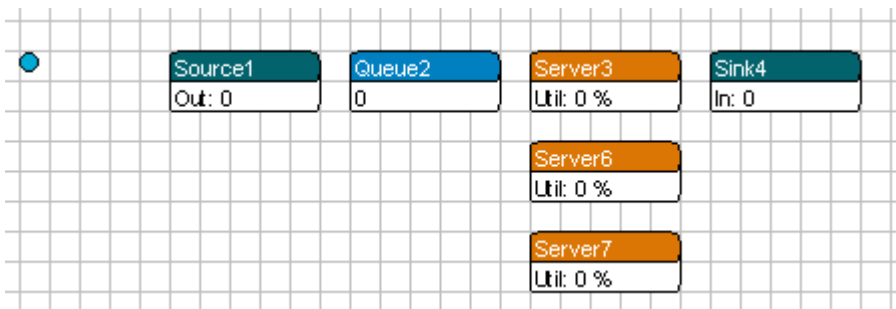 Source1
Out: 0
Queue2
0
Server3
Util: 0 %
Sink4
In: 0
Server6
Util: 0 %
Server7
Util: 0 %